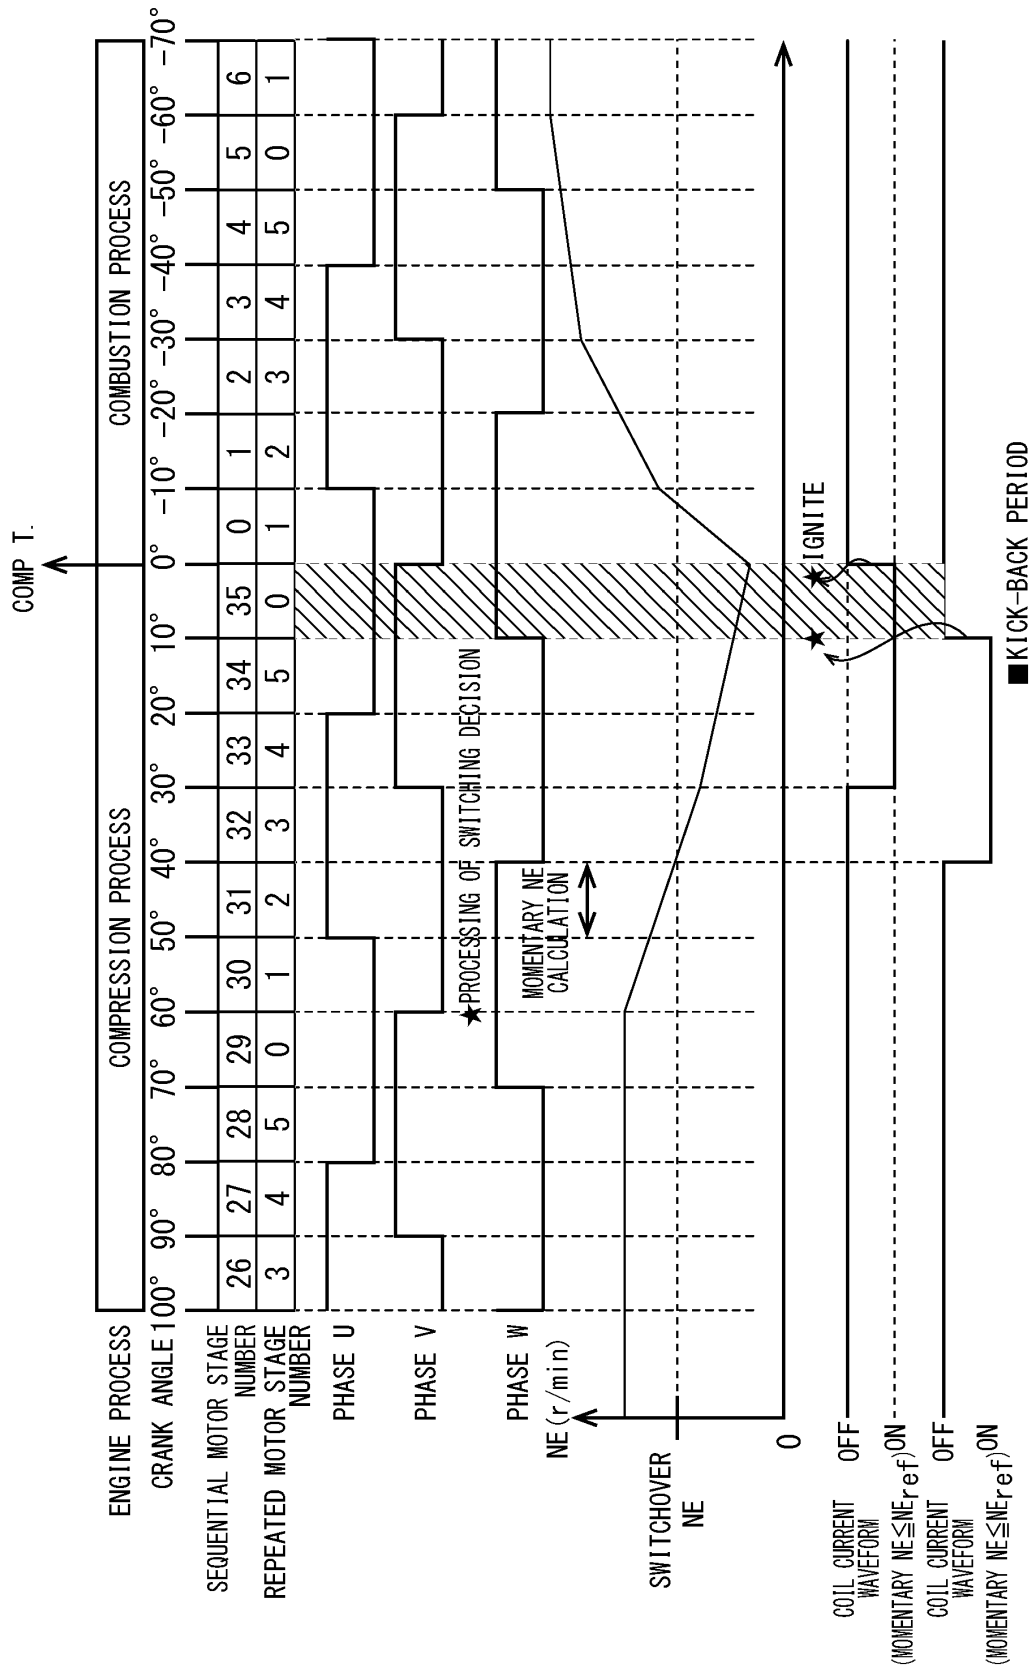 COMP T.
ENGINE PROCESS
COMPRESSION PROCESS
COMBUSTION PROCESS
CRANK ANGLE
100° 90° 80° 70° 60° 50° 40° 30° 20° 10° 0° -10° -20° -30° -40° -50° -60° -70°
SEQUENTIAL MOTOR STAGE
NUMBER
26 27 28 29 30 31 32 33 34 35 0 1 2 3 4 5 6
REPEATED MOTOR STAGE
NUMBER
3 4 5 0 1 2 3 4 5 0 1 2 3 4 5 0 1
PHASE U
PHASE V
★PROCESSING OF SWITCHING DECISION
PHASE W
MOMENTARY NE
CALCULATION
NE(r/min)
SWITCHOVER
NE
0
★ ★IGNITE
COIL CURRENT
WAVEFORM
(MOMENTARY NE≦NEref)
OFF
ON
COIL CURRENT
WAVEFORM
(MOMENTARY NE≦NEref)
OFF
ON
■KICK-BACK PERIOD